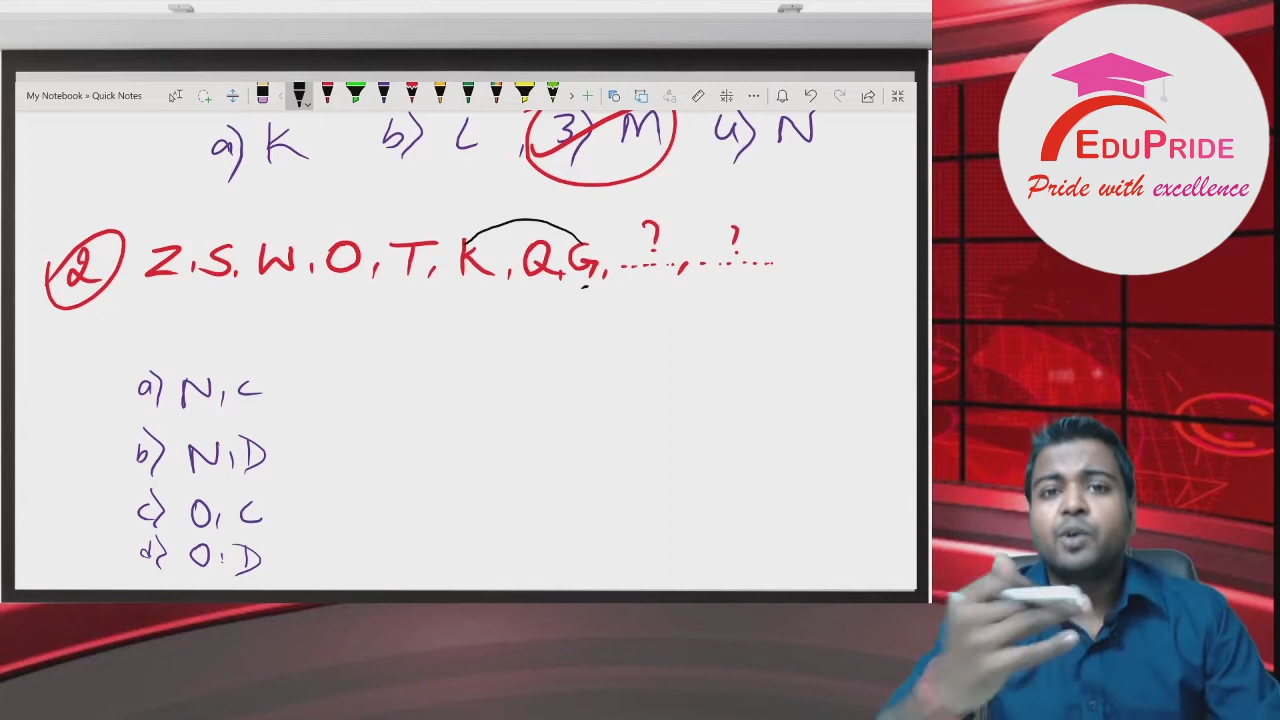 My Notebook » Quick Notes
a) K b) L , 3) M 4) N
2 Z, S, W, O, T, K, Q, G, ...?..., ...?...
a) N, C
b) N, D
c) O, C
d) O, D
EDUPRIDE
Pride with excellence